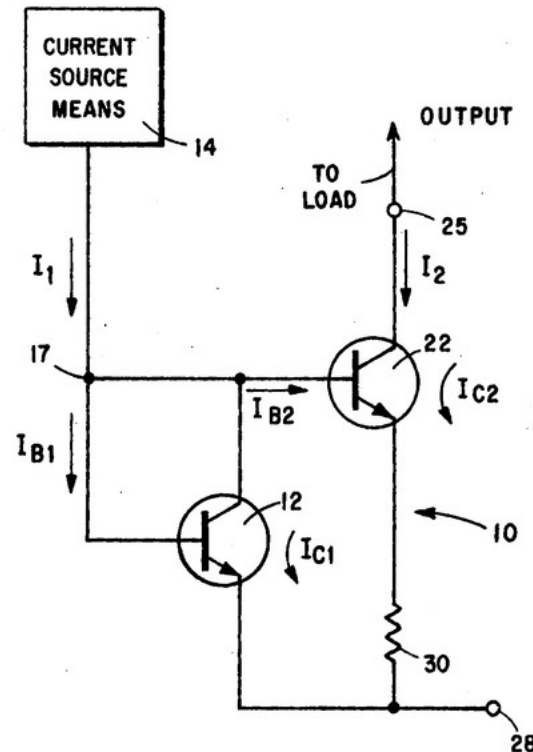 CURRENT
SOURCE
MEANS
14
OUTPUT
TO
LOAD
25
I1
I2
17
22
IB2
IC2
IB1
12
IC1
10
30
28